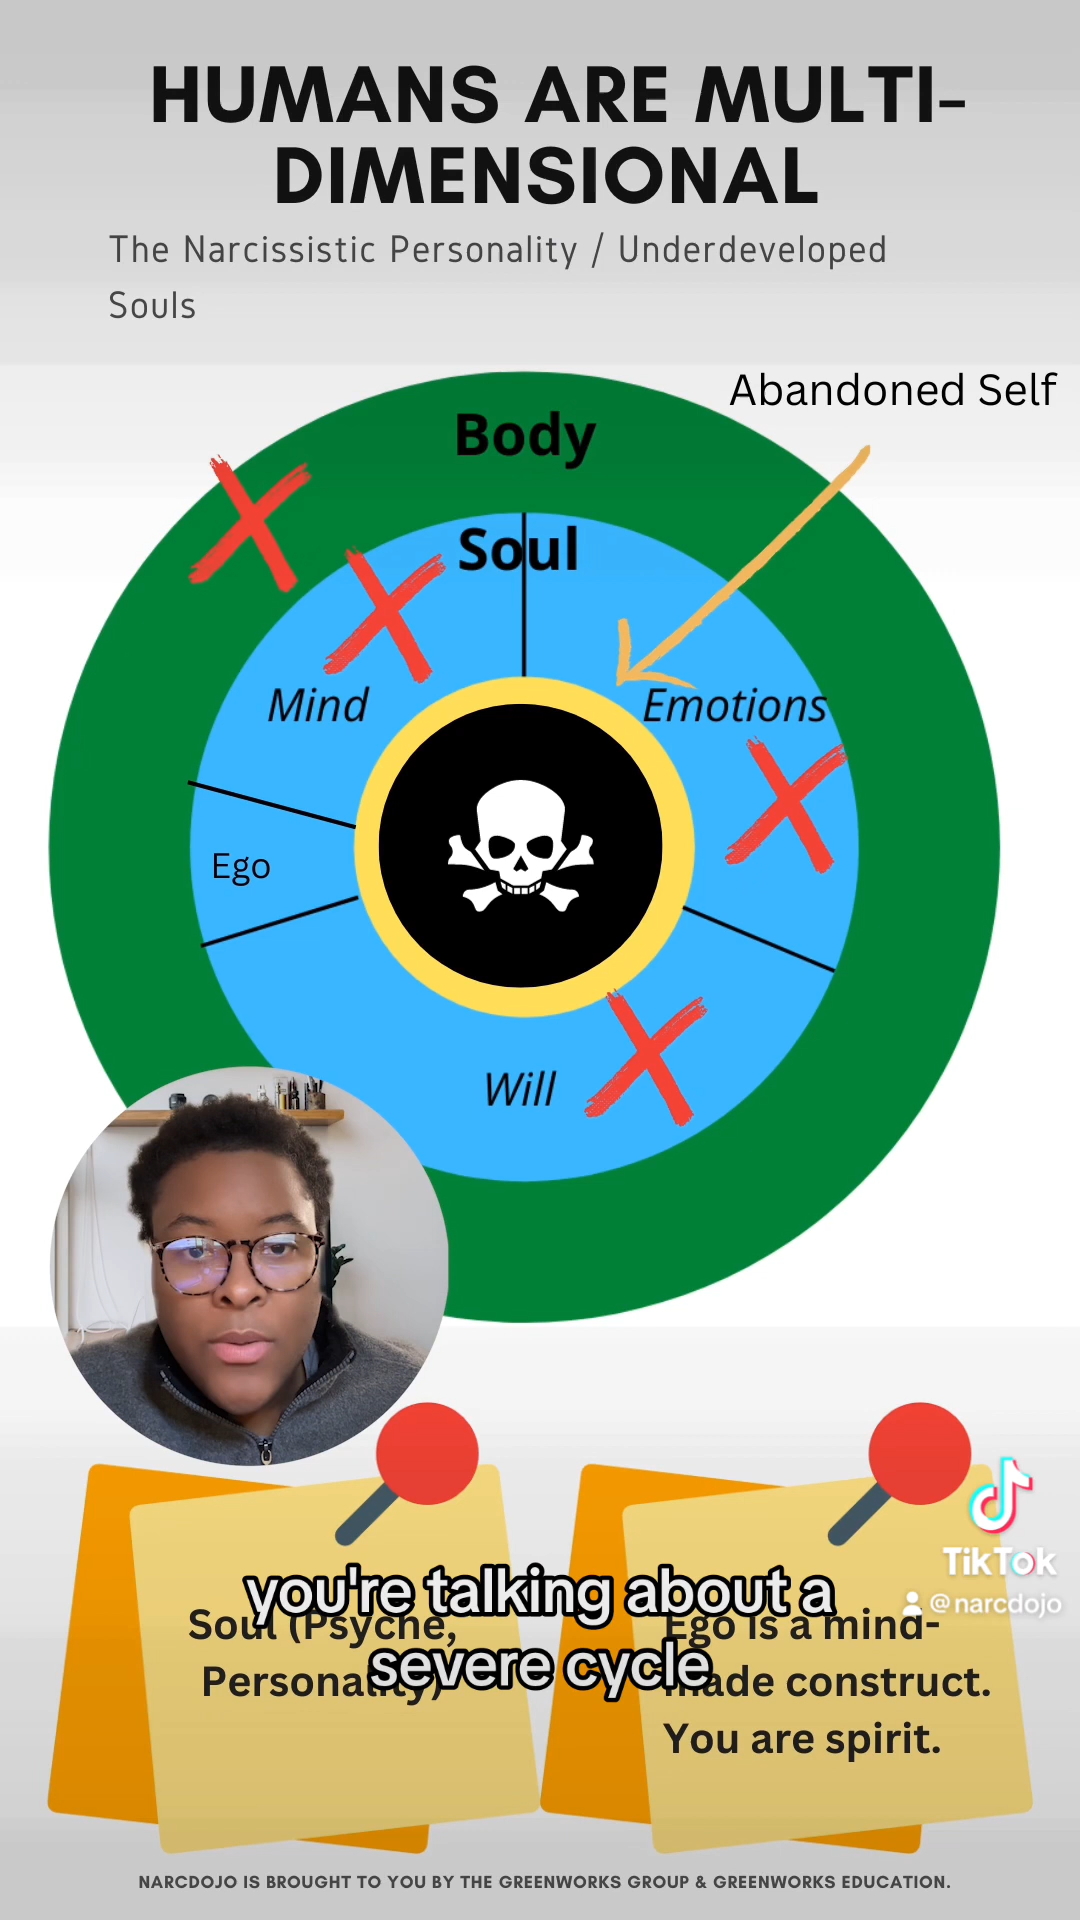 HUMANS ARE MULTI-
DIMENSIONAL
The Narcissistic Personality / Underdeveloped
Souls
Abandoned Self
Body
Soul
Mind
Emotions
Ego
Will
you're talking about a
severe cycle
Soul (Psyche,
Personality)
Ego is a mind-
made construct.
You are spirit.
TikTok
@narcdojo
NARCDOJO IS BROUGHT TO YOU BY THE GREENWORKS GROUP & GREENWORKS EDUCATION.